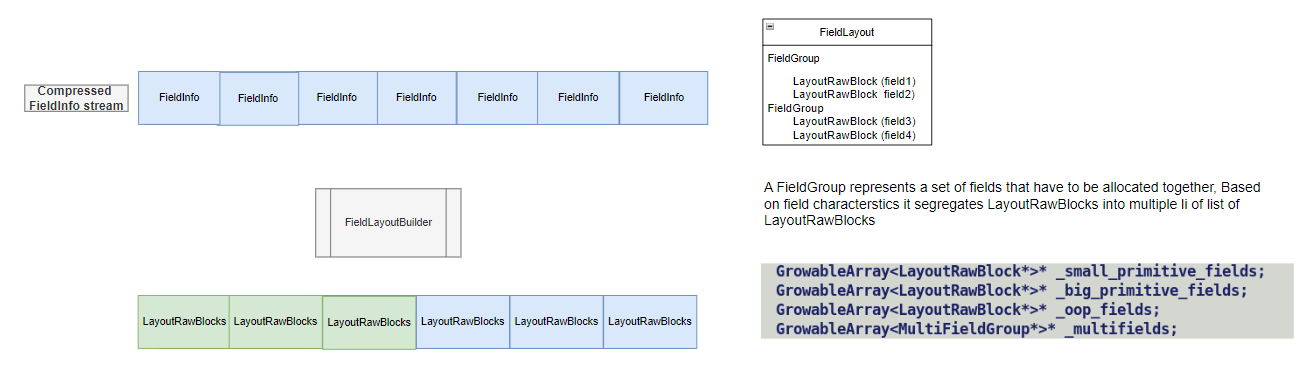 Compressed
FieldInfo stream
FieldInfo
FieldInfo
FieldInfo
FieldInfo
FieldInfo
FieldInfo
FieldInfo
FieldLayoutBuilder
LayoutRawBlocks
LayoutRawBlocks
LayoutRawBlocks
LayoutRawBlocks
LayoutRawBlocks
LayoutRawBlocks
FieldLayout
FieldGroup
LayoutRawBlock (field1)
LayoutRawBlock field2)
FieldGroup
LayoutRawBlock (field3)
LayoutRawBlock (field4)
A FieldGroup represents a set of fields that have to be allocated together, Based
on field characterstics it segregates LayoutRawBlocks into multiple li of list of
LayoutRawBlocks
GrowableArray<LayoutRawBlock*>* _small_primitive_fields;
GrowableArray<LayoutRawBlock*>* _big_primitive_fields;
GrowableArray<LayoutRawBlock*>* _oop_fields;
GrowableArray<MultiFieldGroup*>* _multifields;